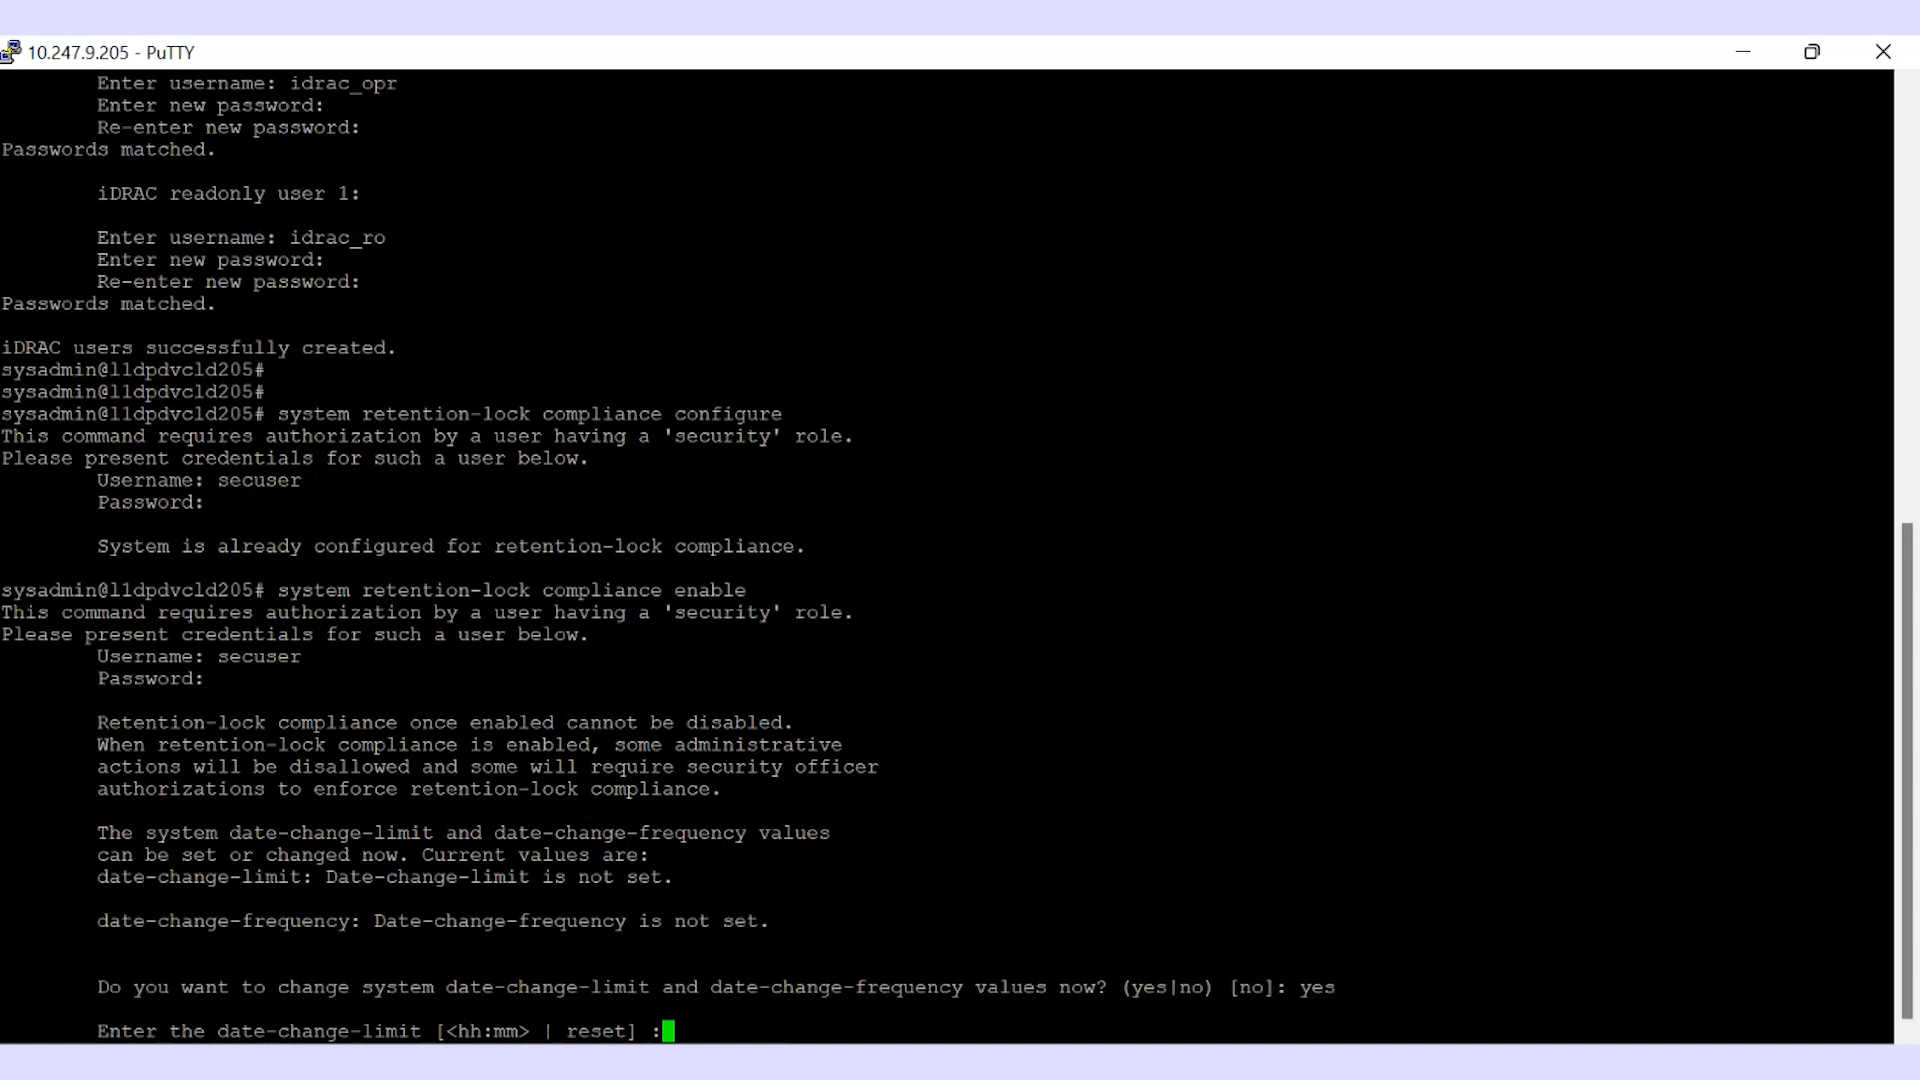 10.247.9.205 - PuTTY
Enter username: idrac_opr
Enter new password:
Re-enter new password:
Passwords matched.
iDRAC readonly user 1:
Enter username: idrac_ro
Enter new password:
Re-enter new password:
Passwords matched.
iDRAC users successfully created.
sysadmin@l1dpdvcld205#
sysadmin@l1dpdvcld205#
sysadmin@l1dpdvcld205# system retention-lock compliance configure
This command requires authorization by a user having a 'security' role.
Please present credentials for such a user below.
Username: secuser
Password:
System is already configured for retention-lock compliance.
sysadmin@l1dpdvcld205# system retention-lock compliance enable
This command requires authorization by a user having a 'security' role.
Please present credentials for such a user below.
Username: secuser
Password:
Retention-lock compliance once enabled cannot be disabled.
When retention-lock compliance is enabled, some administrative
actions will be disallowed and some will require security officer
authorizations to enforce retention-lock compliance.
The system date-change-limit and date-change-frequency values
can be set or changed now. Current values are:
date-change-limit: Date-change-limit is not set.
date-change-frequency: Date-change-frequency is not set.
Do you want to change system date-change-limit and date-change-frequency values now? (yes|no) [no]: yes
Enter the date-change-limit [<hh:mm> | reset] :